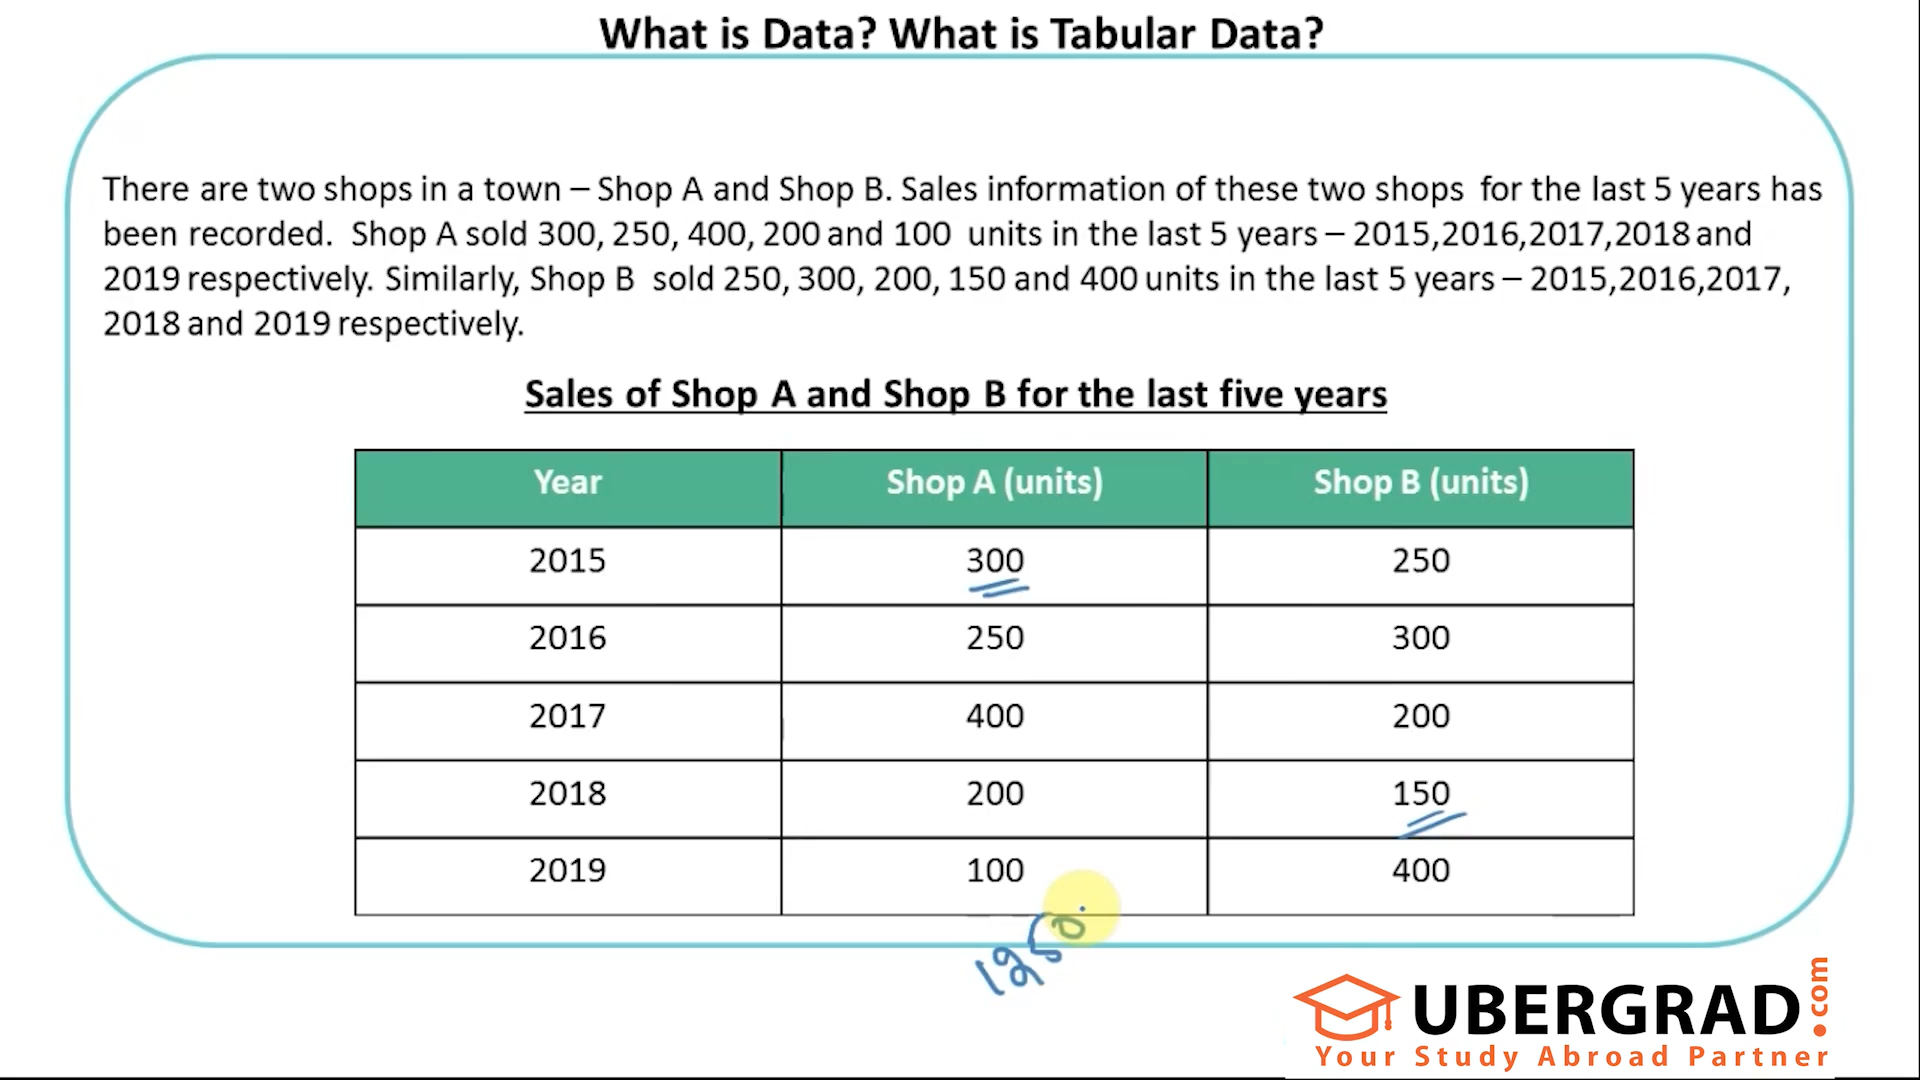 What is Data? What is Tabular Data?
There are two shops in a town – Shop A and Shop B. Sales information of these two shops for the last 5 years has
been recorded. Shop A sold 300, 250, 400, 200 and 100 units in the last 5 years – 2015,2016,2017,2018 and
2019 respectively. Similarly, Shop B sold 250, 300, 200, 150 and 400 units in the last 5 years – 2015,2016,2017,
2018 and 2019 respectively.
Sales of Shop A and Shop B for the last five years
Year Shop A (units) Shop B (units)
2015 300 250
2016 250 300
2017 400 200
2018 200 150
2019 100 400
1250
UBERGRAD.com
Your Study Abroad Partner